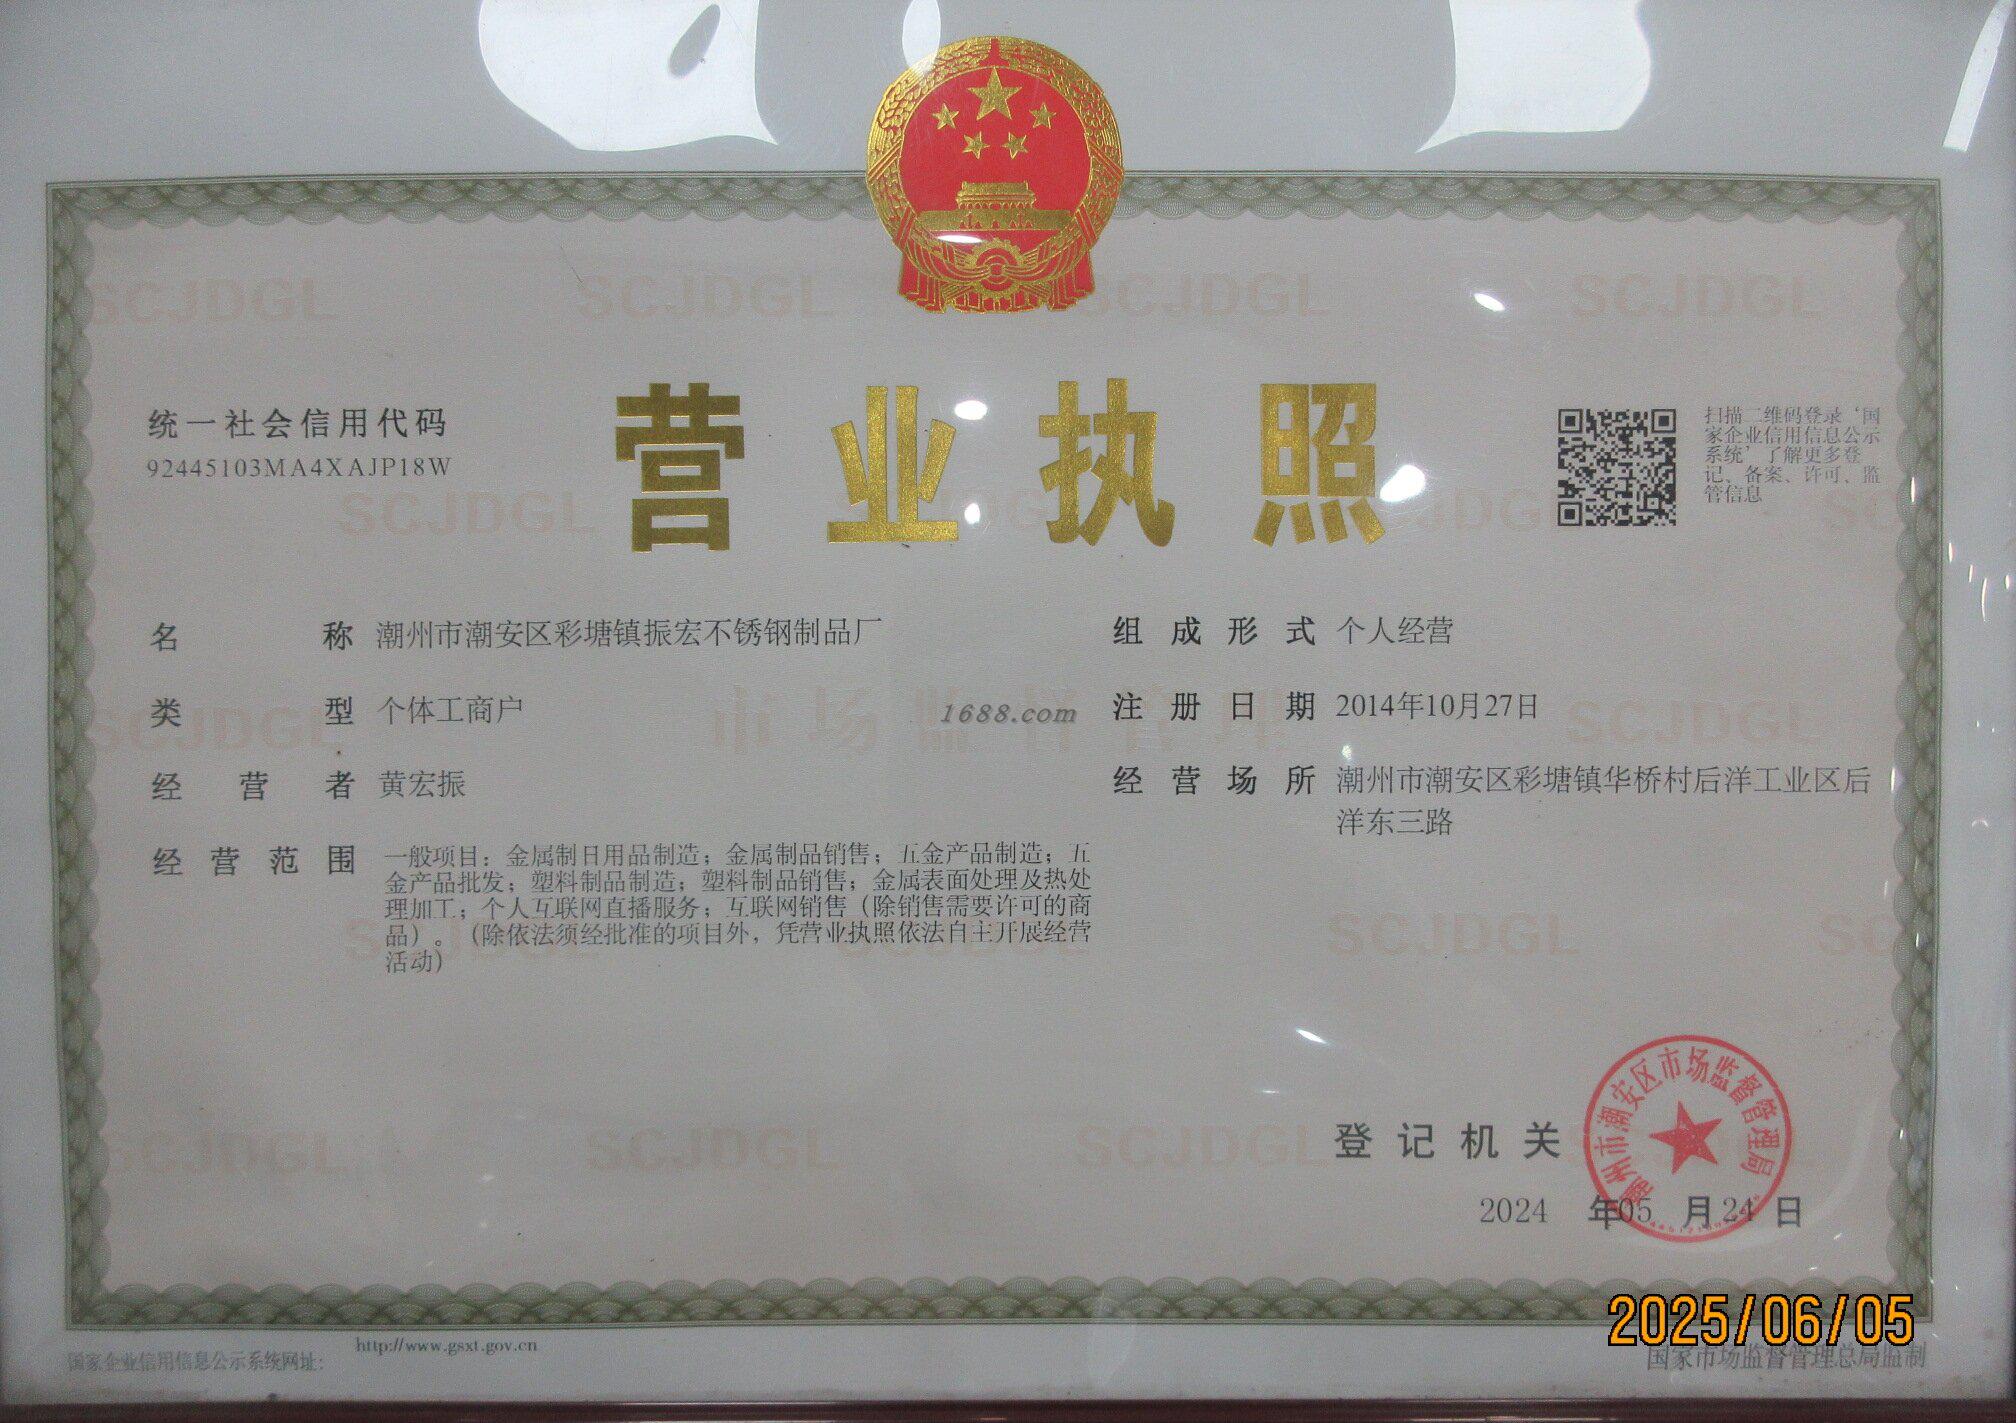 营业执照
统一社会信用代码
92445103MA4XAJP18W
扫描二维码登录‘国
家企业信用信息公示
系统’了解更多登
记、备案、许可、监
管信息
名称 潮州市潮安区彩塘镇振宏不锈钢制品厂
组成形式 个人经营
类型 个体工商户
注册日期 2014年10月27日
1688.com
经营者 黄宏振
经营场所 潮州市潮安区彩塘镇华桥村后洋工业区后
洋东三路
经营范围 一般项目：金属制日用品制造；金属制品销售；五金产品制造；五
金产品批发；塑料制品制造；塑料制品销售；金属表面处理及热处
理加工；个人互联网直播服务；互联网销售（除销售需要许可的商
品）。（除依法须经批准的项目外，凭营业执照依法自主开展经营
活动）
登记机关
潮州市潮安区市场监督管理局
2024 年05 月24 日
2025/06/05
国家企业信用信息公示系统网址：
http://www.gsxt.gov.cn
国家市场监督管理总局监制